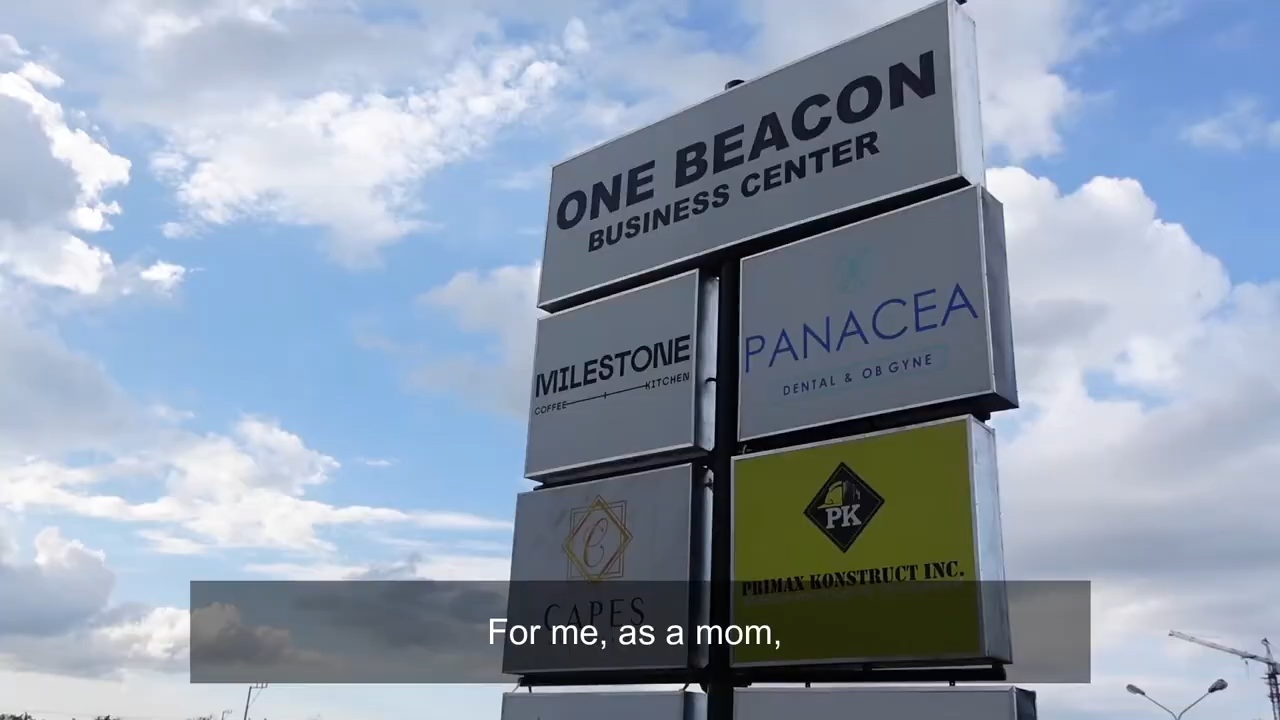 ONE BEACON
BUSINESS CENTER
MILESTONE
COFFEE KITCHEN
PANACEA
DENTAL & OB GYNE
C
CAPES
PK
PRIMAX KONSTRUCT INC.
For me, as a mom,